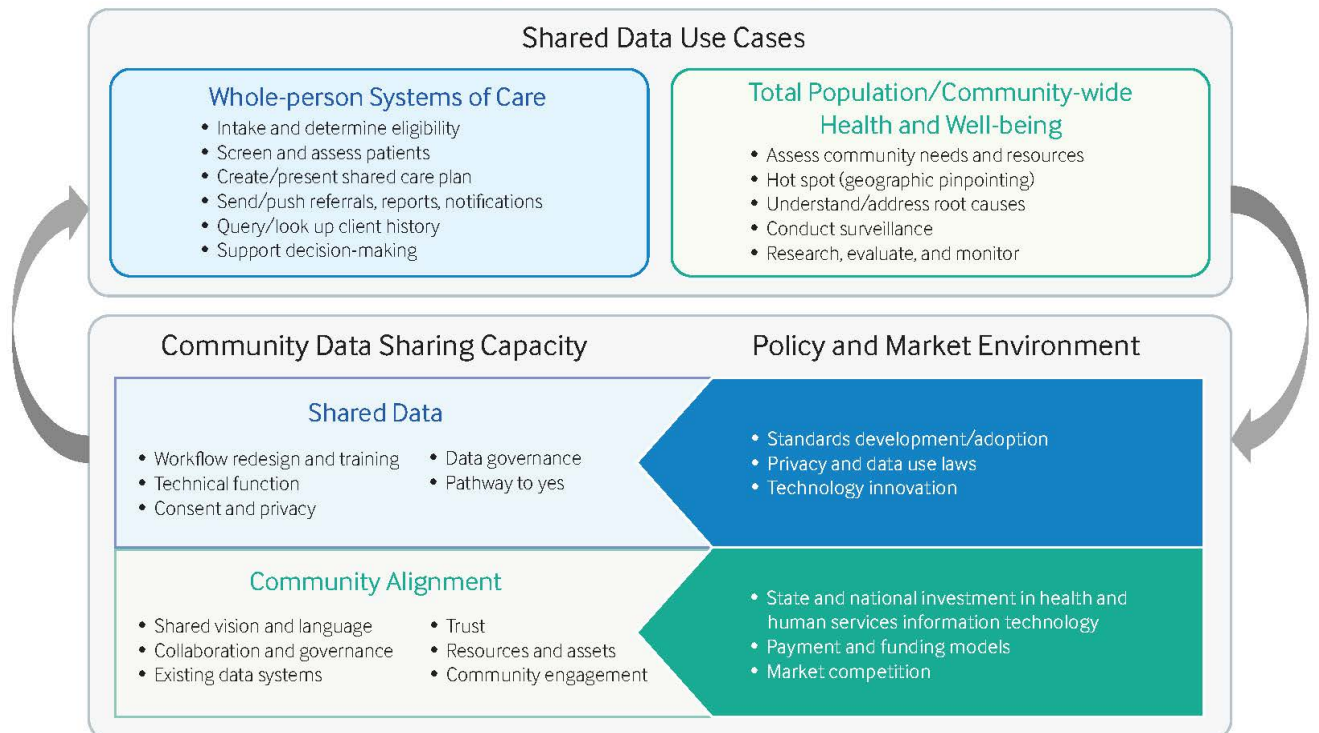 Shared Data Use Cases
Whole-person Systems of Care
• Intake and determine eligibility
• Screen and assess patients
• Create/present shared care plan
• Send/push referrals, reports, notifications
• Query/look up client history
• Support decision-making
Total Population/Community-wide
Health and Well-being
• Assess community needs and resources
• Hot spot (geographic pinpointing)
• Understand/address root causes
• Conduct surveillance
• Research, evaluate, and monitor
Community Data Sharing Capacity
Policy and Market Environment
Shared Data
• Workflow redesign and training
• Technical function
• Consent and privacy
• Data governance
• Pathway to yes
• Standards development/adoption
• Privacy and data use laws
• Technology innovation
Community Alignment
• Shared vision and language
• Collaboration and governance
• Existing data systems
• Trust
• Resources and assets
• Community engagement
• State and national investment in health and
human services information technology
• Payment and funding models
• Market competition